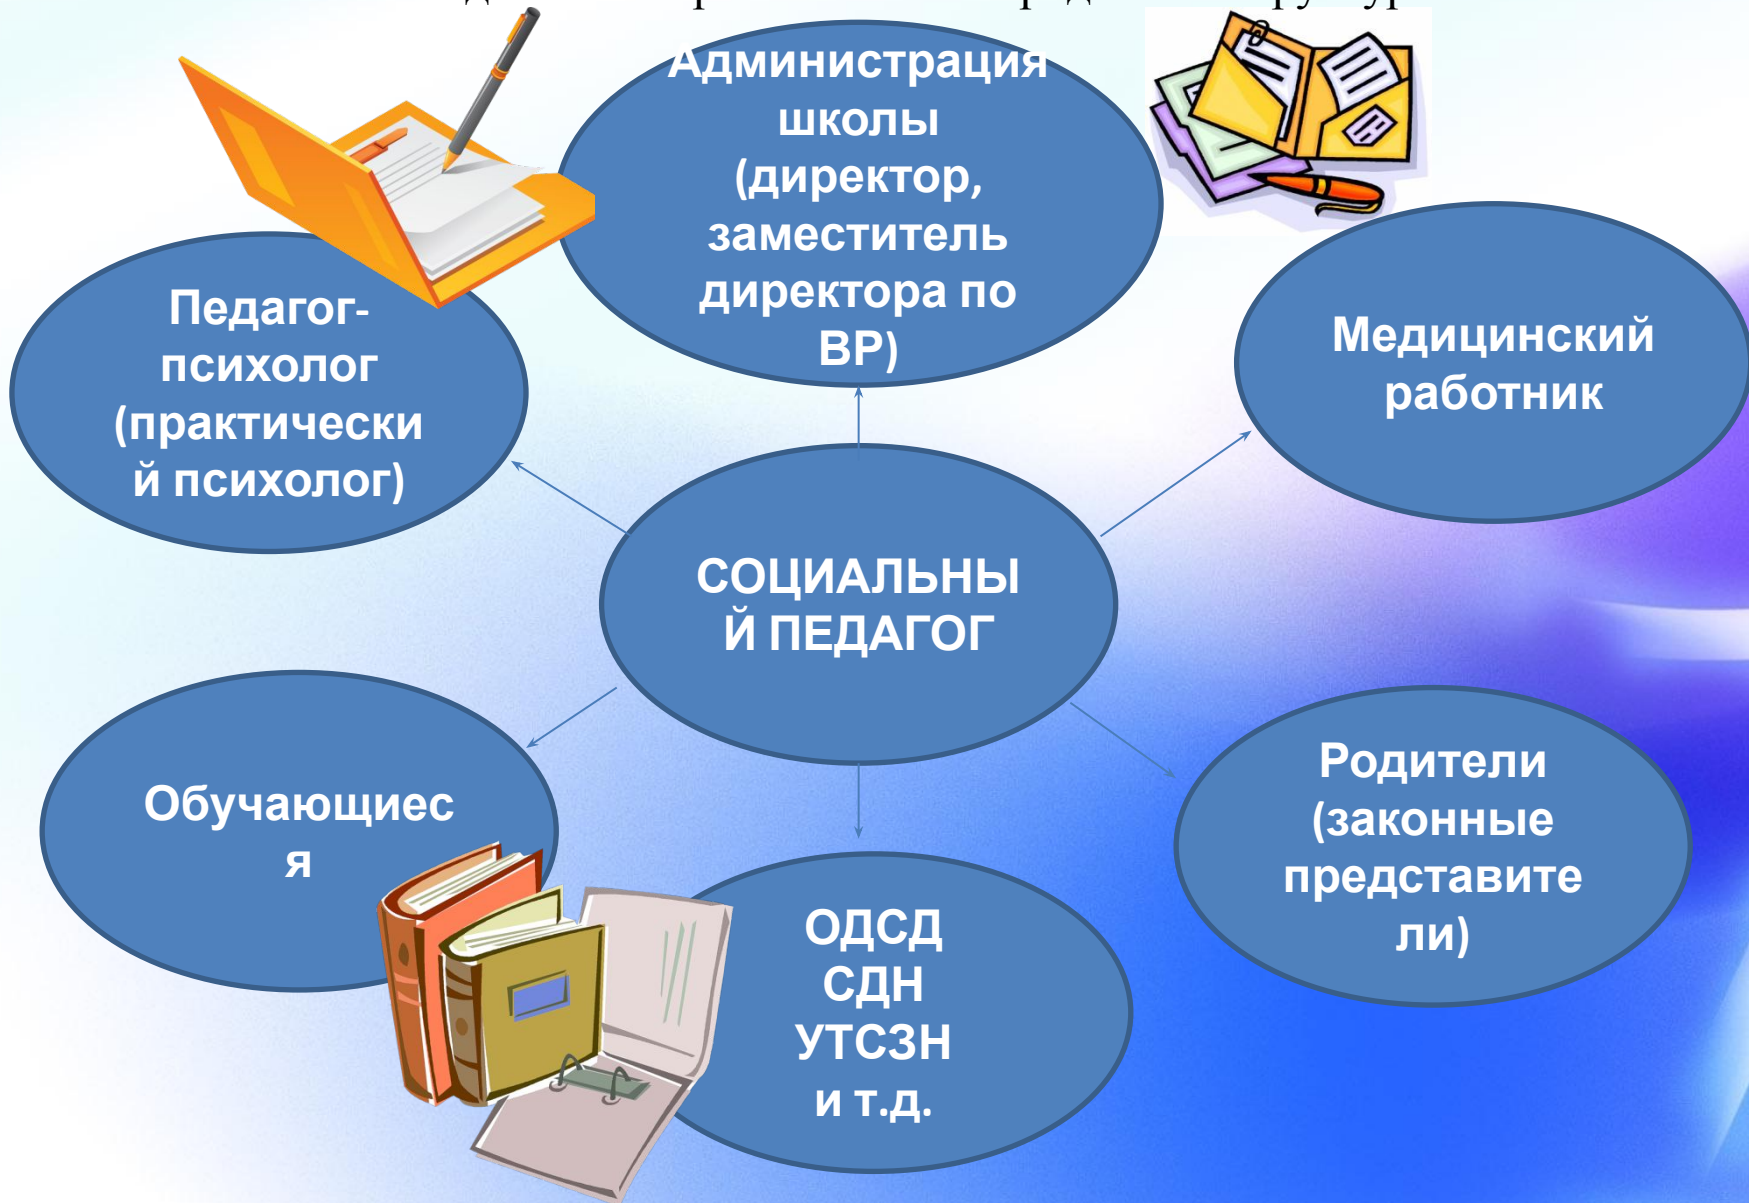 Администрация
школы
(директор,
заместитель
директора по
ВР)
Педагог-
психолог
(практически
й психолог)
Медицинский
работник
СОЦИАЛЬНЫ
Й ПЕДАГОГ
Обучающиес
я
Родители
(законные
представите
ли)
ОДСД
СДН
УТСЗН
и т.д.